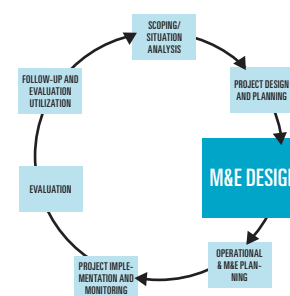 SCOPING/
SITUATION
ANALYSIS
PROJECT DESIGN
AND PLANNING
M&E DESIGN
OPERATIONAL
& M&E PLAN-
NING
PROJECT IMPLE-
MENTATION AND
MONITORING
EVALUATION
FOLLOW-UP AND
EVALUATION
UTILIZATION